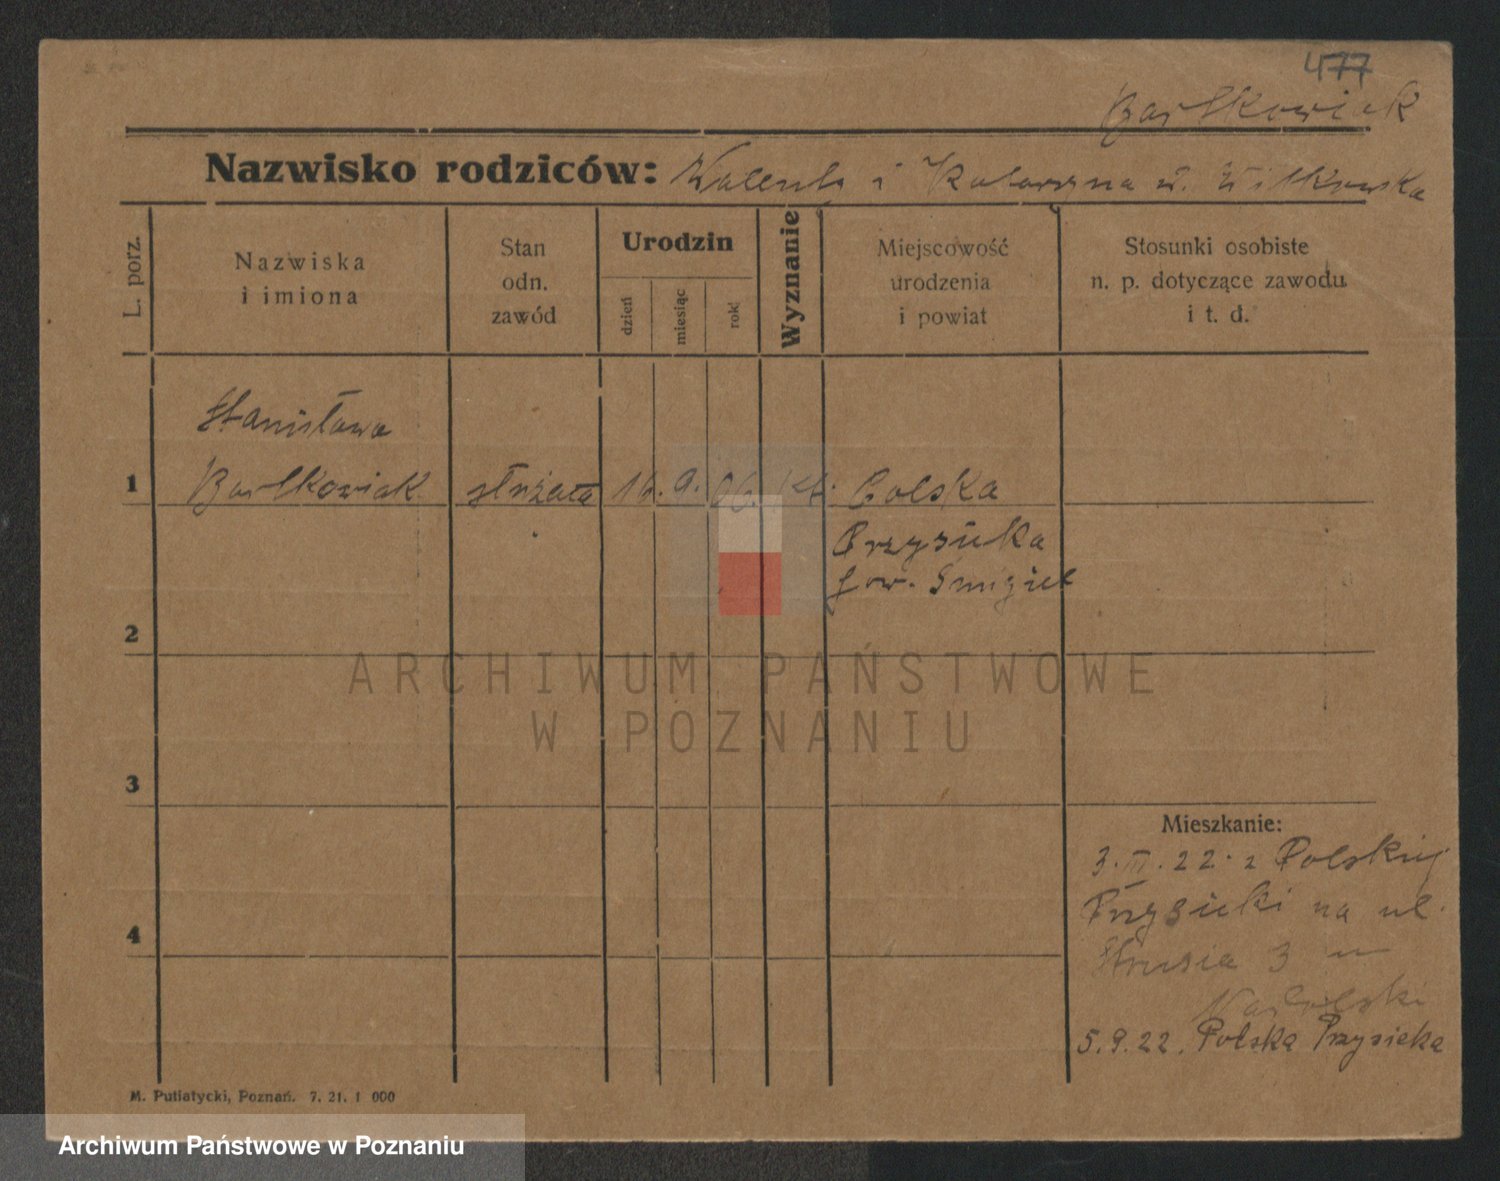 477
Bartkowiak
Nazwisko rodziców: Walenty i Katarzyna z. Witkowska
L. porz.
Nazwiska
i imiona
Stan
odn.
zawód
Urodzin
dzień
miesiąc
rok
Wyznanie
Miejscowość
urodzenia
i powiat
Stosunki osobiste
n. p. dotyczące zawodu
i t. d.
Stanisława
1 Bartkowiak służąca 16. 9. 06. kat. Polska
Przysieka
pow. Śmigiel
2
ARCHIWUM PAŃSTWOWE
W POZNANIU
3
Mieszkanie:
3. III. 22. z Polskiej
Przysieki na ul.
4
Strusia 3 u
5. 9. 22. Polska Przysieka
M. Putiatycki, Poznań. 7. 21. 1 000
Archiwum Państwowe w Poznaniu